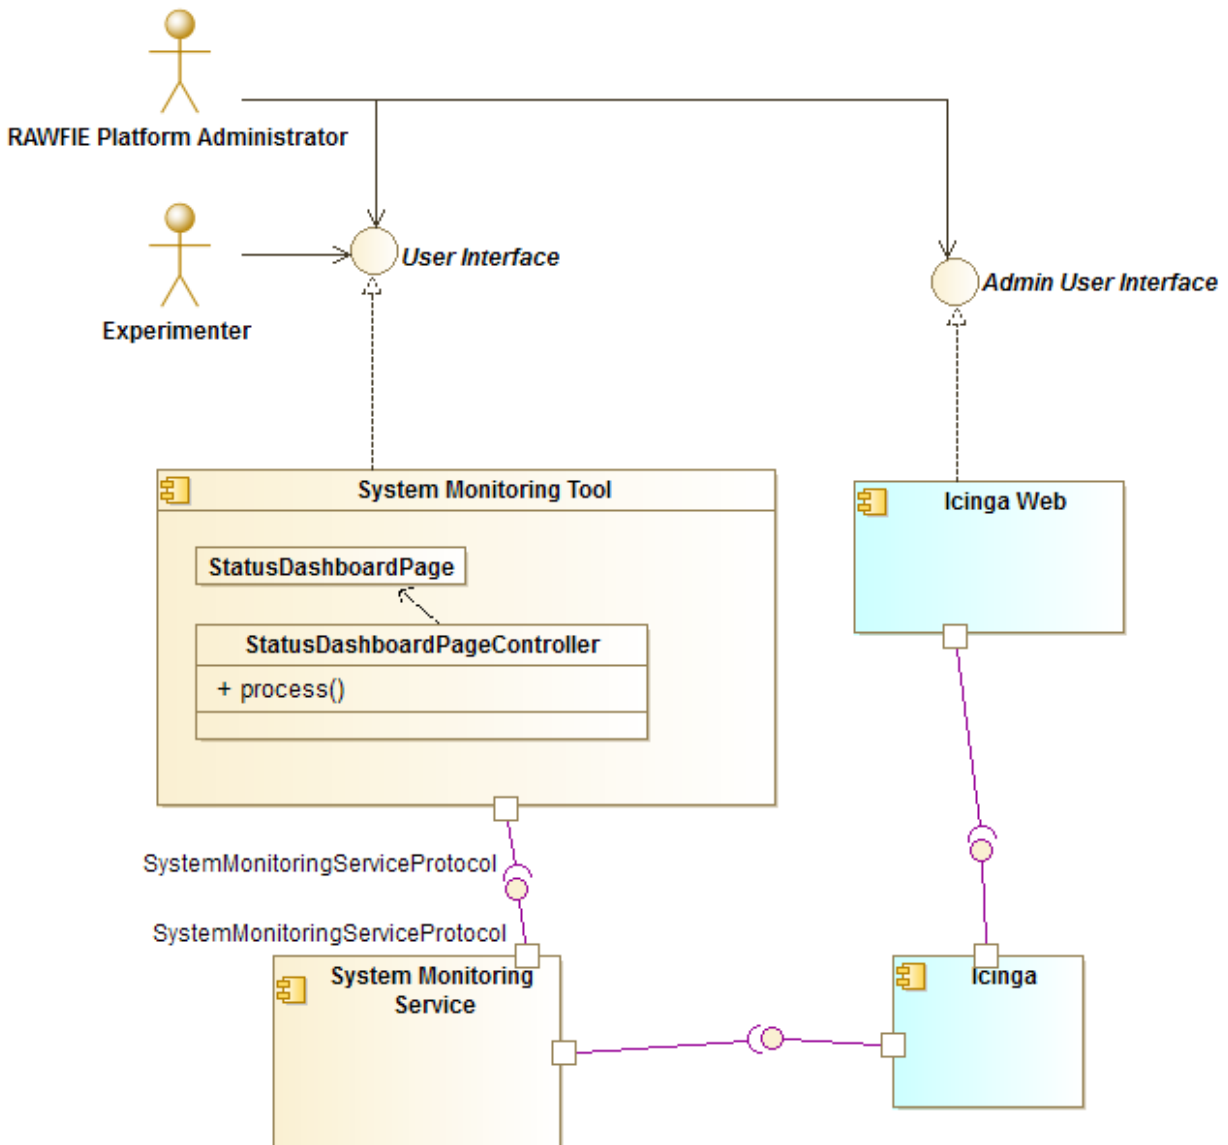 RAWFIE Platform Administrator
User Interface
Experimenter
Admin User Interface
System Monitoring Tool
Icinga Web
StatusDashboardPage
StatusDashboardPageController
+ process()
SystemMonitoringServiceProtocol
SystemMonitoringServiceProtocol
System Monitoring
Service
Icinga